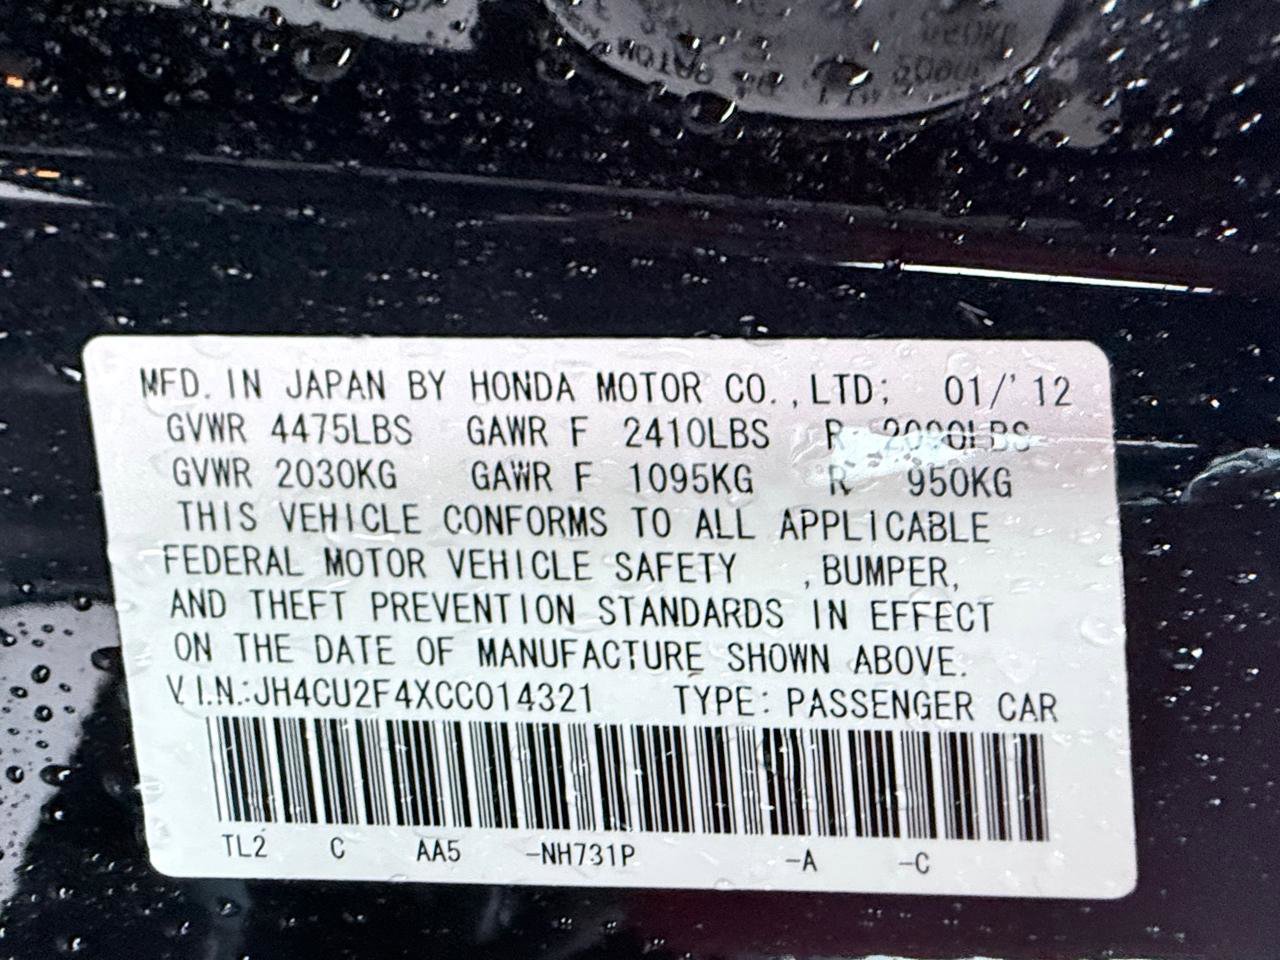 MFD. IN JAPAN BY HONDA MOTOR CO.,LTD; 01/'12
GVWR 4475LBS GAWR F 2410LBS R 2090LBS
GVWR 2030KG GAWR F 1095KG R 950KG
THIS VEHICLE CONFORMS TO ALL APPLICABLE
FEDERAL MOTOR VEHICLE SAFETY ,BUMPER,
AND THEFT PREVENTION STANDARDS IN EFFECT
ON THE DATE OF MANUFACTURE SHOWN ABOVE.
V.I.N.:JH4CU2F4XCC014321 TYPE:PASSENGER CAR
TL2 C AA5 -NH731P -A -C